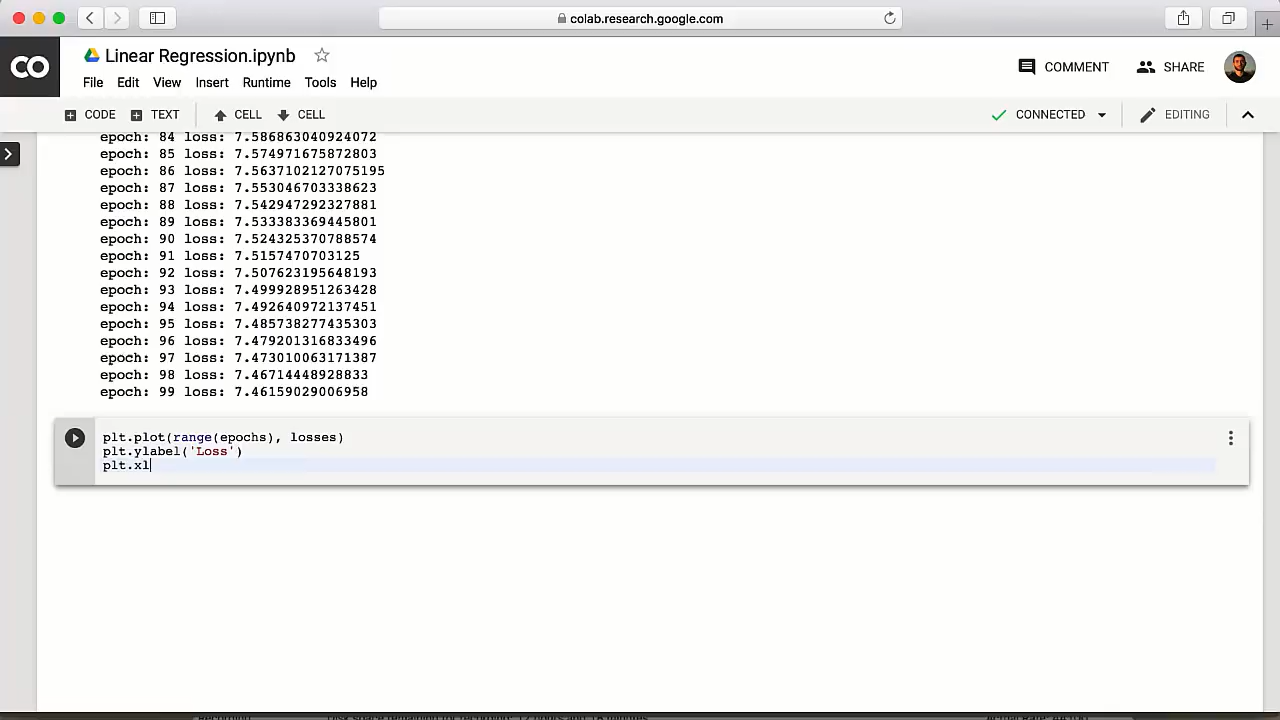 colab.research.google.com
CO
Linear Regression.ipynb
COMMENT
SHARE
File Edit View Insert Runtime Tools Help
CODE TEXT CELL CELL
CONNECTED
EDITING
epoch: 84 loss: 7.586863040924072
epoch: 85 loss: 7.574971675872803
epoch: 86 loss: 7.5637102127075195
epoch: 87 loss: 7.553046703338623
epoch: 88 loss: 7.542947292327881
epoch: 89 loss: 7.533383369445801
epoch: 90 loss: 7.524325370788574
epoch: 91 loss: 7.5157470703125
epoch: 92 loss: 7.507623195648193
epoch: 93 loss: 7.499928951263428
epoch: 94 loss: 7.492640972137451
epoch: 95 loss: 7.485738277435303
epoch: 96 loss: 7.479201316833496
epoch: 97 loss: 7.473010063171387
epoch: 98 loss: 7.46714448928833
epoch: 99 loss: 7.46159029006958
plt.plot(range(epochs), losses)
plt.ylabel('Loss')
plt.xl